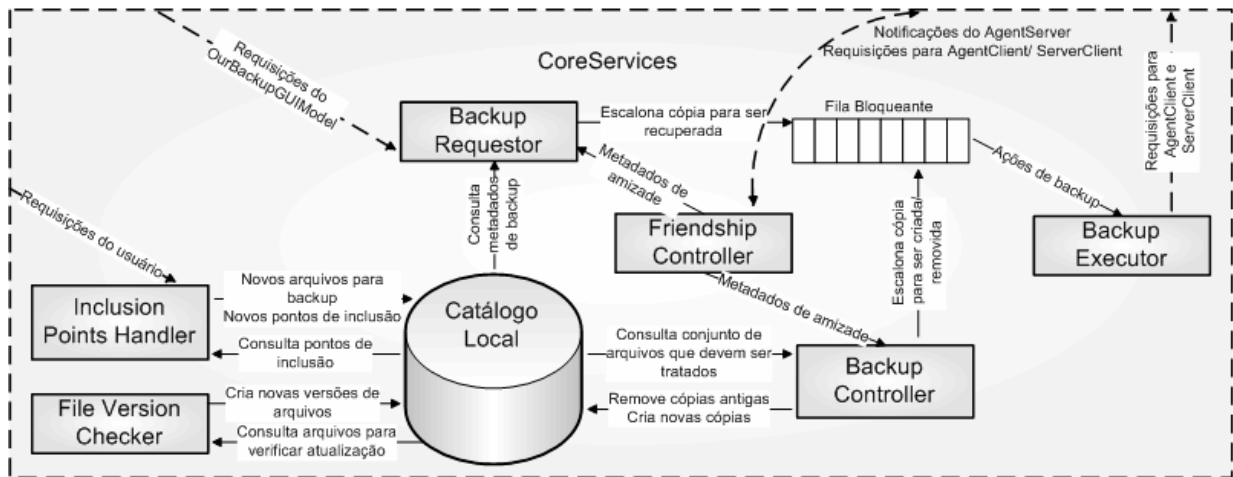 Requisições do
OurBackupGUIModel
CoreServices
Notificações do AgentServer
Requisições para AgentClient/ ServerClient
Requisições para
AgentClient e
ServerClient
Backup
Requestor
Escalona cópia para ser
recuperada
Fila Bloqueante
Ações de backup
Metadados de
amizade
Consulta
metadados
de backup
Friendship
Controller
Escalona cópia
para ser criada/
removida
Backup
Executor
Requisições do usuário
Inclusion
Points Handler
Novos arquivos para
backup
Novos pontos de inclusão
Consulta pontos de
inclusão
Catálogo
Local
Metadados de amizade
Consulta conjunto de
arquivos que devem ser
tratados
Backup
Controller
File Version
Checker
Cria novas versões de
arquivos
Consulta arquivos para
verificar atualização
Remove cópias antigas
Cria novas cópias